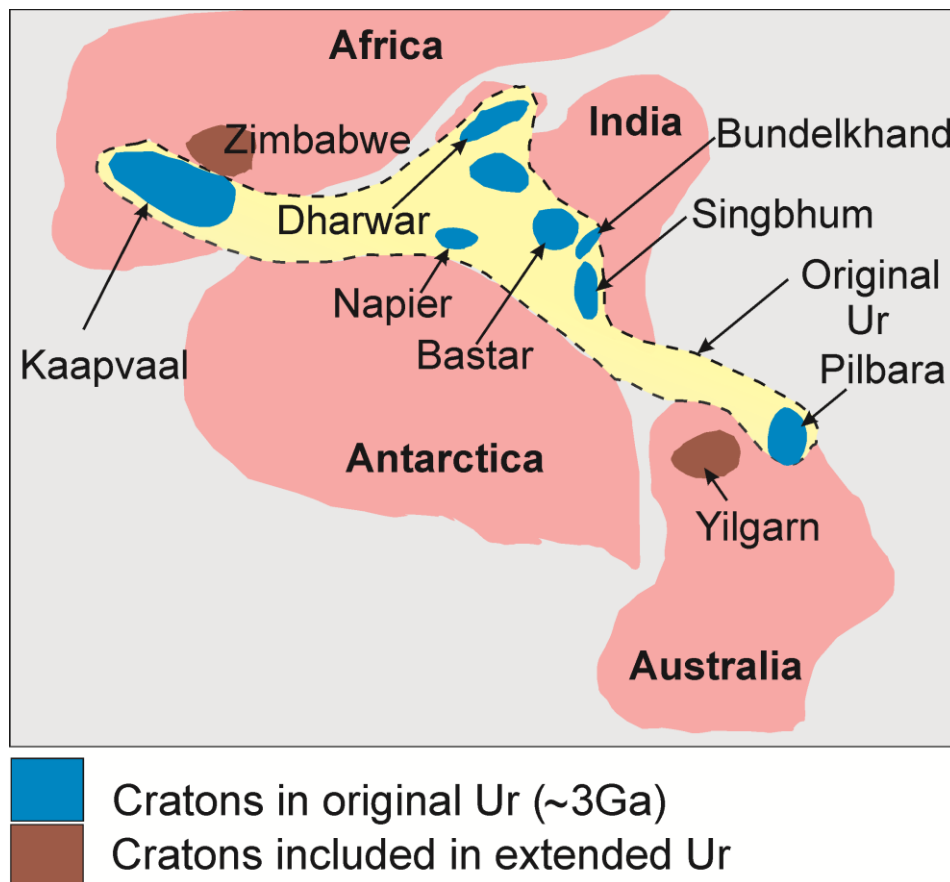 Africa
Zimbabwe
India
Bundelkhand
Dharwar
Singbhum
Napier
Original
Ur
Kaapvaal
Bastar
Pilbara
Antarctica
Yilgarn
Australia
Cratons in original Ur (~3Ga)
Cratons included in extended Ur